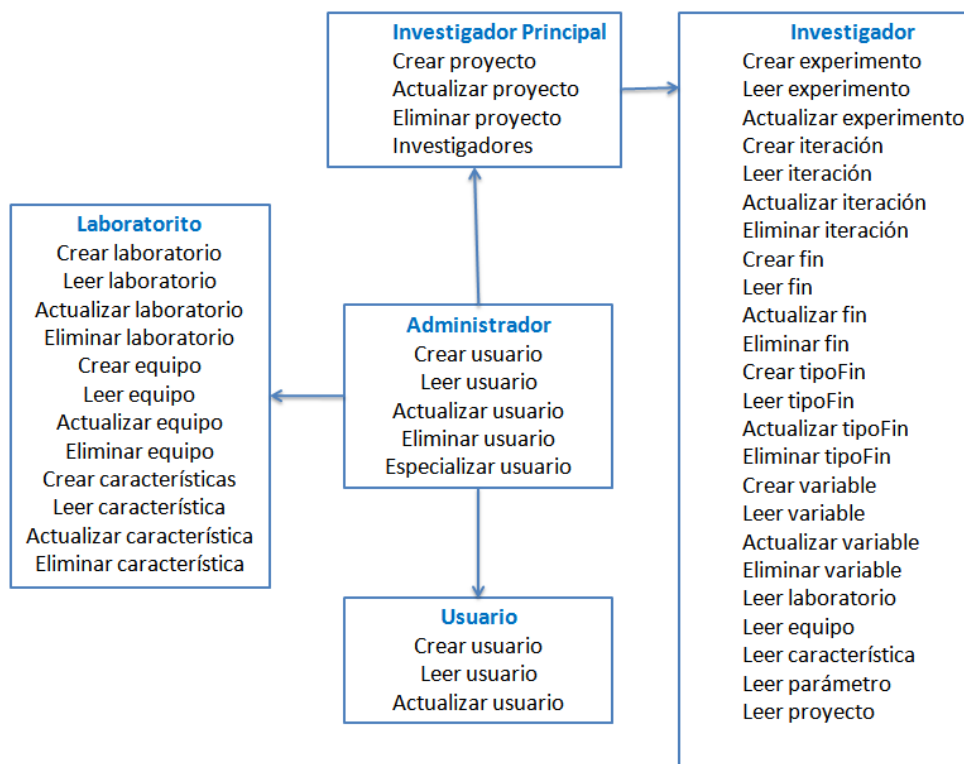 Investigador Principal
Crear proyecto
Actualizar proyecto
Eliminar proyecto
Investigadores
Investigador
Crear experimento
Leer experimento
Actualizar experimento
Crear iteración
Leer iteración
Actualizar iteración
Eliminar iteración
Crear fin
Leer fin
Actualizar fin
Eliminar fin
Crear tipoFin
Leer tipoFin
Actualizar tipoFin
Eliminar tipoFin
Crear variable
Leer variable
Actualizar variable
Eliminar variable
Leer laboratorio
Leer equipo
Leer característica
Leer parámetro
Leer proyecto
Laboratorito
Crear laboratorio
Leer laboratorio
Actualizar laboratorio
Eliminar laboratorio
Crear equipo
Leer equipo
Actualizar equipo
Eliminar equipo
Crear características
Leer característica
Actualizar característica
Eliminar característica
Administrador
Crear usuario
Leer usuario
Actualizar usuario
Eliminar usuario
Especializar usuario
Usuario
Crear usuario
Leer usuario
Actualizar usuario